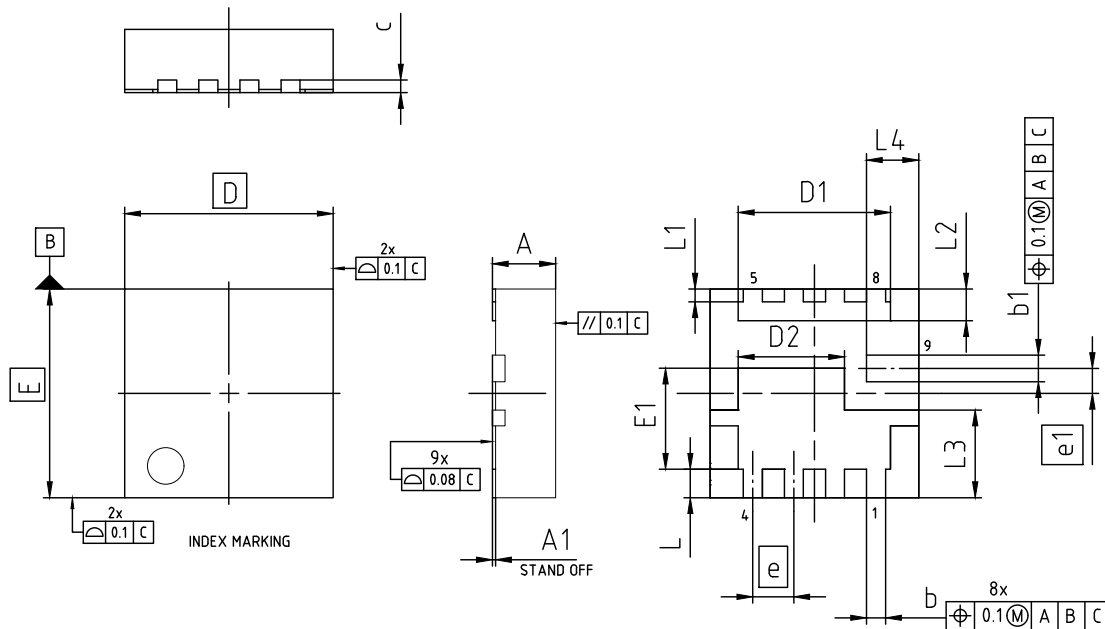 c
D
B
2x
⌓ 0.1 C
E
2x
⌓ 0.1 C
INDEX MARKING
A
// 0.1 C
9x
⌓ 0.08 C
A1
STAND OFF
L4
D1
L1
L2
5
8
⌖ 0.1 Ⓜ A B C
b1
9
D2
E1
L3
e1
L
4
1
e
b
8x
⌖ 0.1 Ⓜ A B C